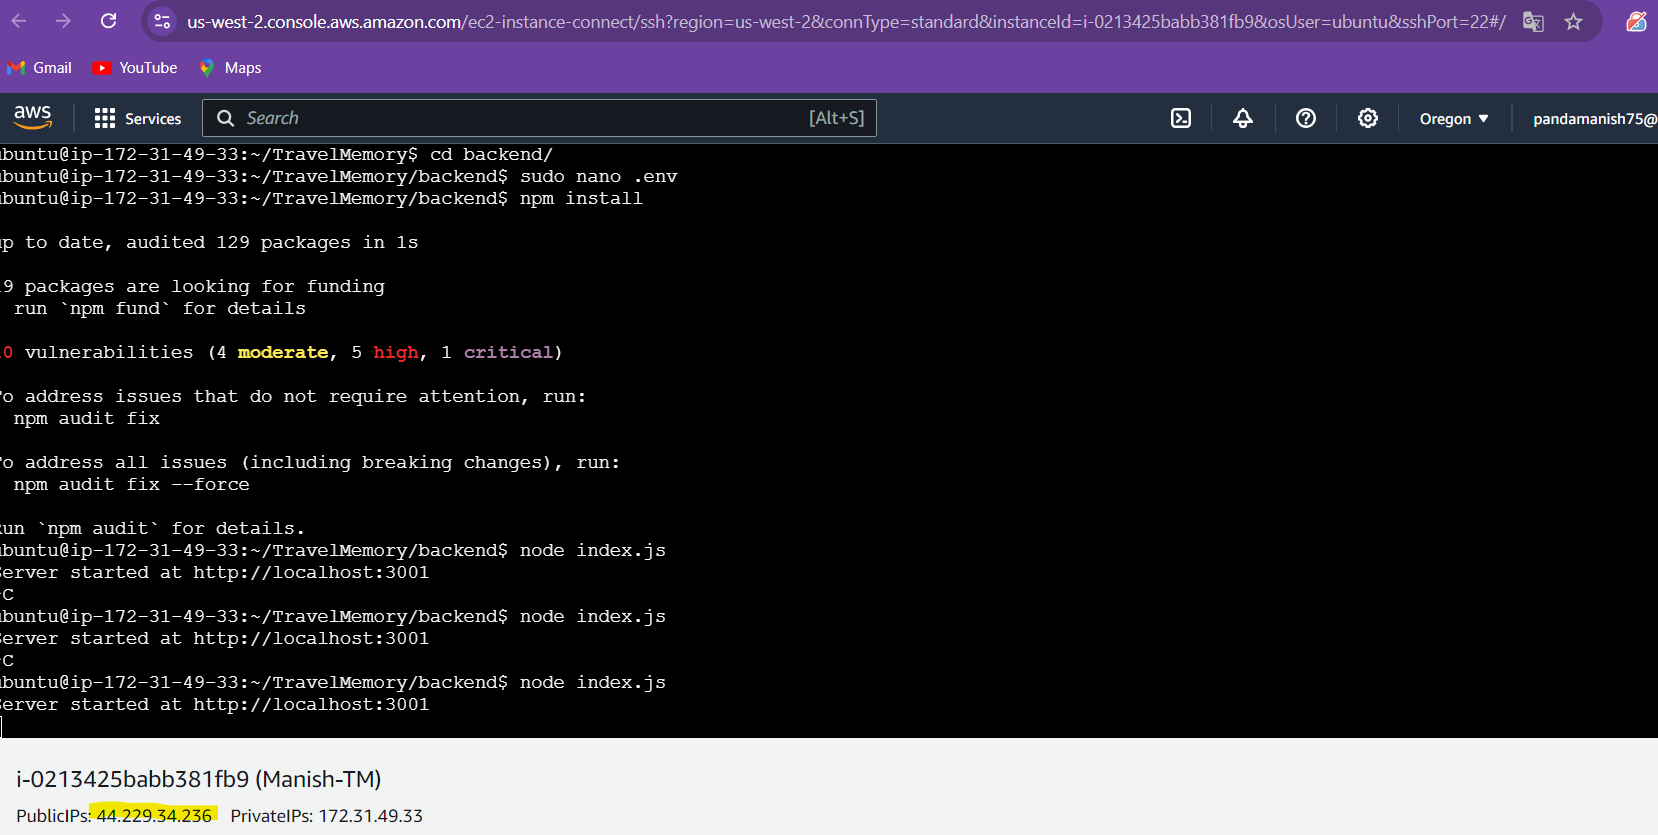 us-west-2.console.aws.amazon.com/ec2-instance-connect/ssh?region=us-west-2&connType=standard&instanceId=i-0213425babb381fb9&osUser=ubuntu&sshPort=22#/
Gmail YouTube Maps
aws Services Search [Alt+S] Oregon pandamanish75@
buntu@ip-172-31-49-33:~/TravelMemory$ cd backend/
buntu@ip-172-31-49-33:~/TravelMemory/backend$ sudo nano .env
buntu@ip-172-31-49-33:~/TravelMemory/backend$ npm install
up to date, audited 129 packages in 1s
9 packages are looking for funding
run `npm fund` for details
0 vulnerabilities (4 moderate, 5 high, 1 critical)
To address issues that do not require attention, run:
npm audit fix
To address all issues (including breaking changes), run:
npm audit fix --force
Run `npm audit` for details.
buntu@ip-172-31-49-33:~/TravelMemory/backend$ node index.js
Server started at http://localhost:3001
^C
buntu@ip-172-31-49-33:~/TravelMemory/backend$ node index.js
Server started at http://localhost:3001
^C
buntu@ip-172-31-49-33:~/TravelMemory/backend$ node index.js
Server started at http://localhost:3001
i-0213425babb381fb9 (Manish-TM)
PublicIPs: 44.229.34.236 PrivateIPs: 172.31.49.33